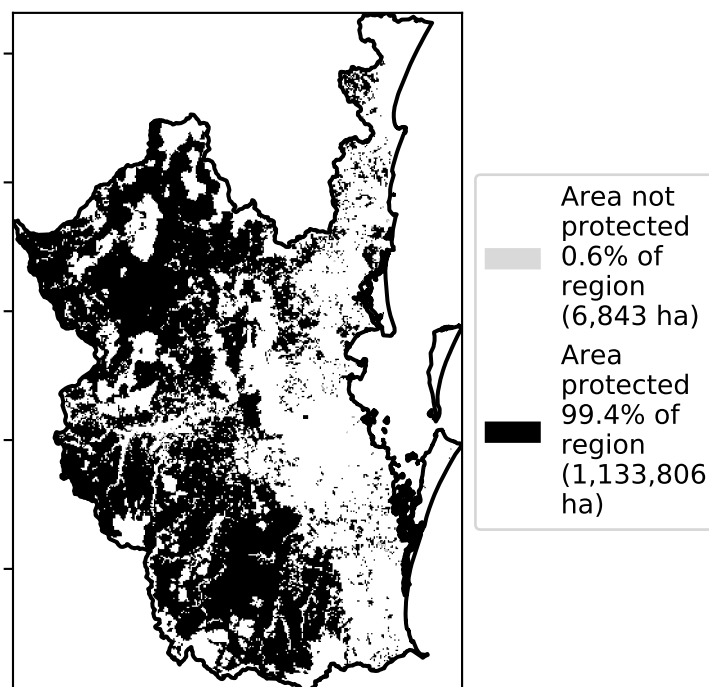 Area not
protected
0.6% of
region
(6,843 ha)
Area
protected
99.4% of
region
(1,133,806
ha)